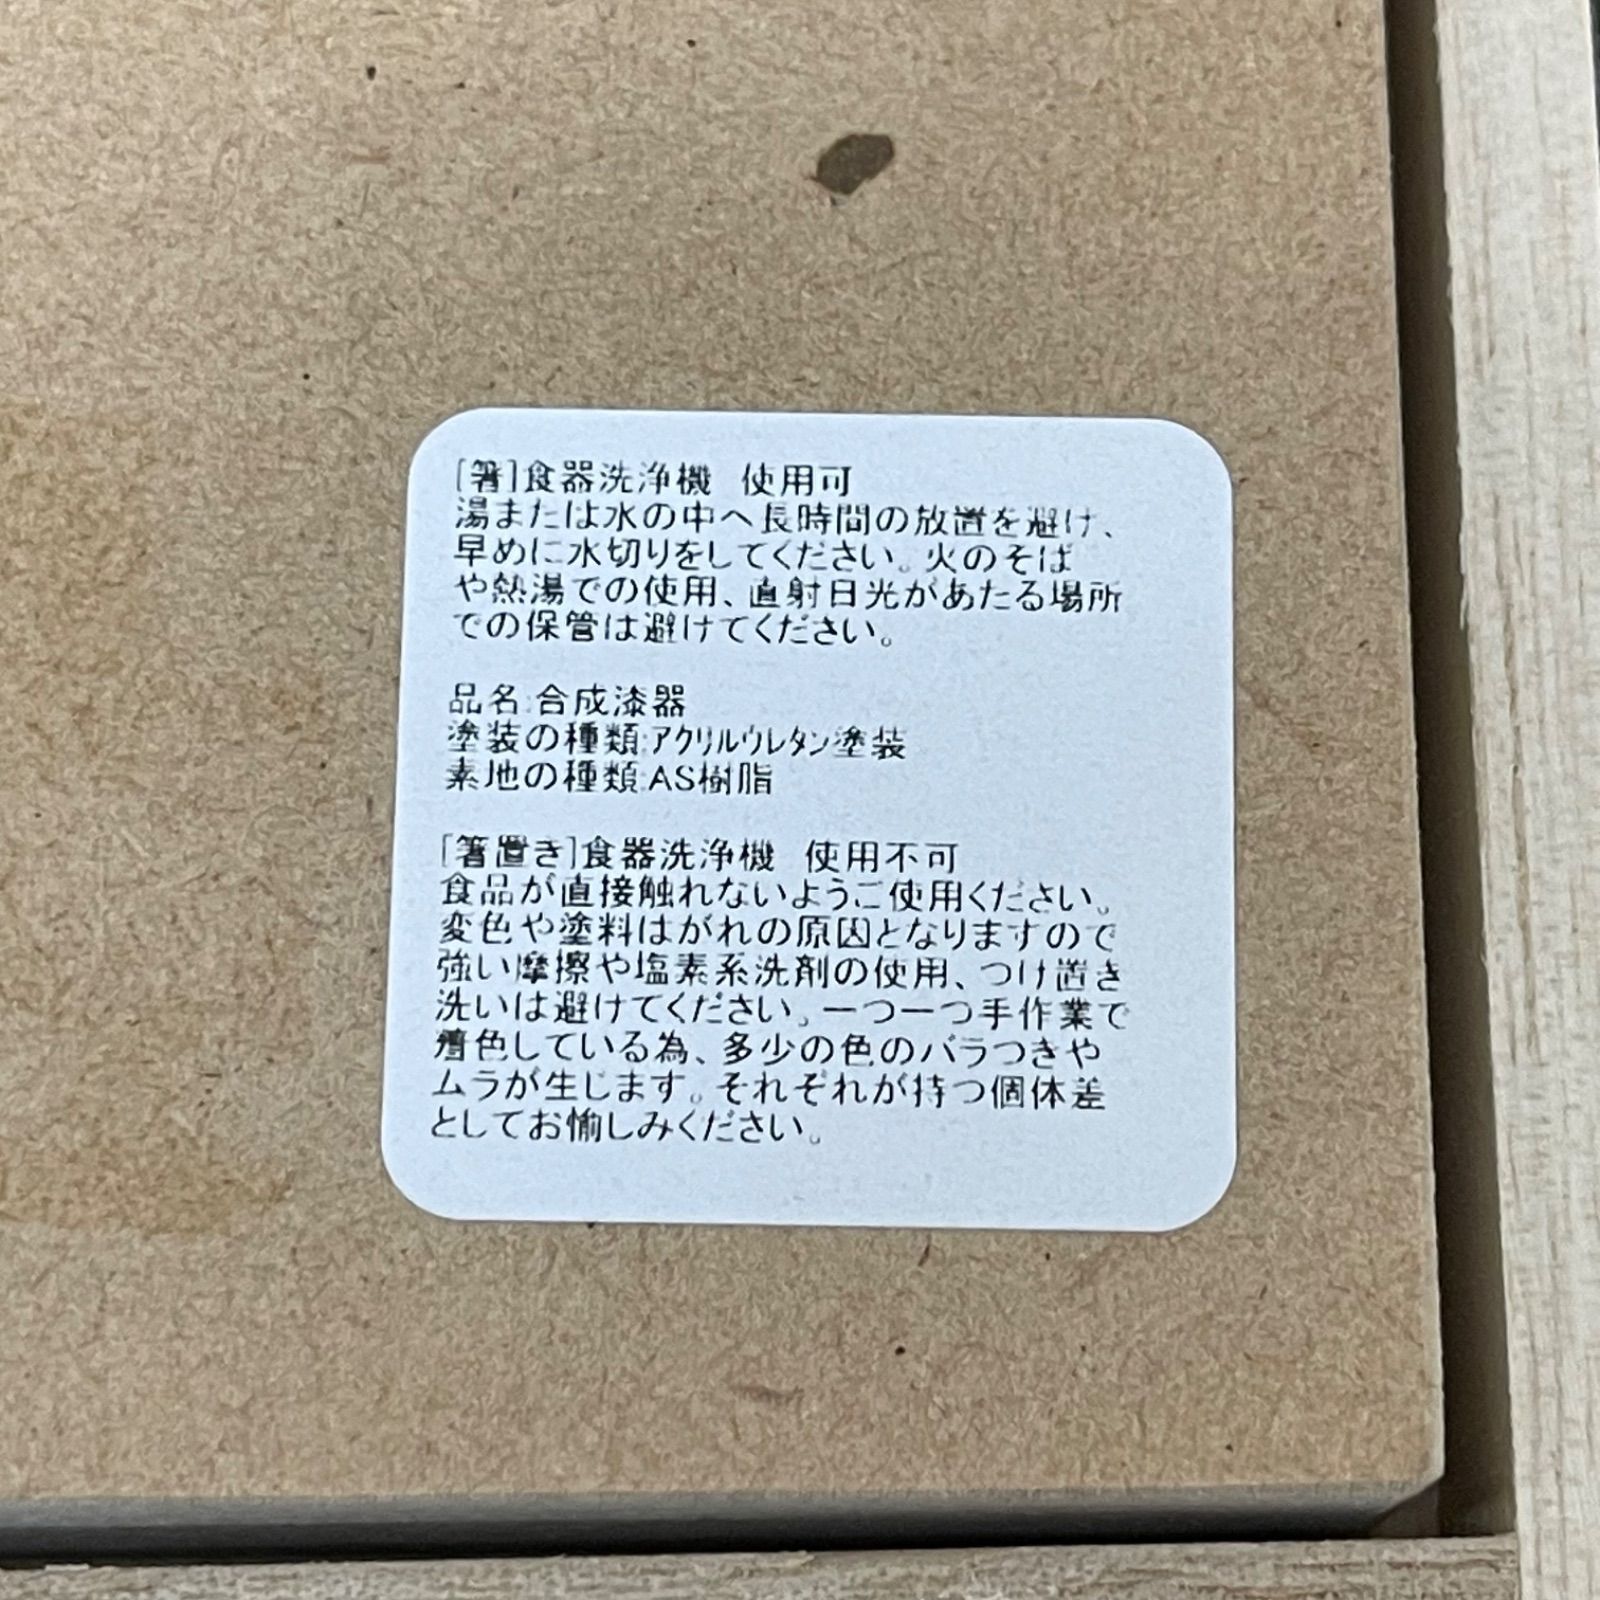 [箸]食器洗浄機 使用可
湯または水の中へ長時間の放置を避け、
早めに水切りをしてください。火のそば
や熱湯での使用、直射日光があたる場所
での保管は避けてください。
品名:合成漆器
塗装の種類:アクリルウレタン塗装
素地の種類:AS樹脂
[箸置き]食器洗浄機 使用不可
食品が直接触れないようご使用ください。
変色や塗料はがれの原因となりますので
強い摩擦や塩素系洗剤の使用、つけ置き
洗いは避けてください。一つ一つ手作業で
着色している為、多少の色のバラつきや
ムラが生じます。それぞれが持つ個体差
としてお愉しみください。